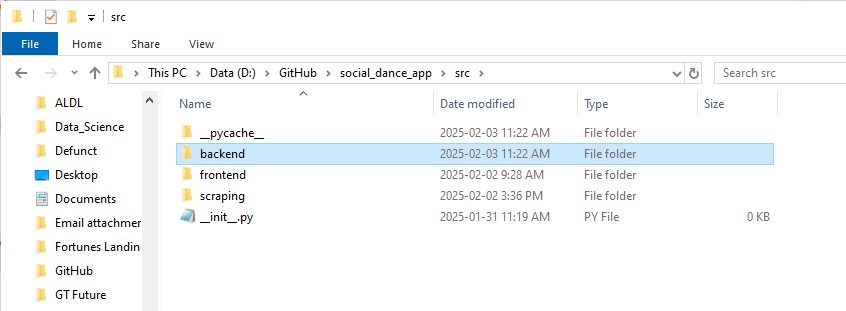 src
File Home Share View
This PC > Data (D:) > GitHub > social_dance_app > src > Search src
Name Date modified Type Size
ALDL
Data_Science
Defunct
Desktop
Documents
Email attachmen
Fortunes Landin
GitHub
GT Future
__pycache__ 2025-02-03 11:22 AM File folder
backend 2025-02-03 11:22 AM File folder
frontend 2025-02-02 9:28 AM File folder
scraping 2025-02-02 3:36 PM File folder
__init__.py 2025-01-31 11:19 AM PY File 0 KB